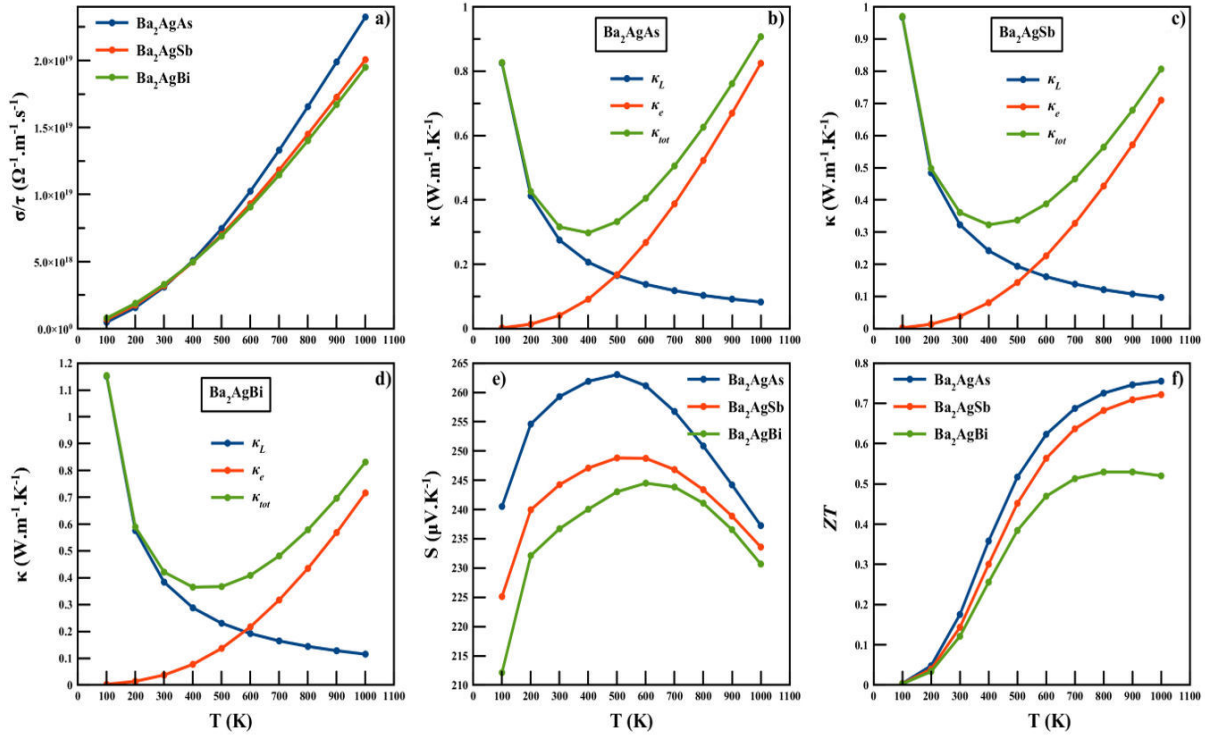 a)
Ba₂AgAs
Ba₂AgSb
Ba₂AgBi
2.0×10¹⁹
1.5×10¹⁹
1.0×10¹⁹
5.0×10¹⁸
0.0×10⁰
σ/τ (Ω⁻¹.m⁻¹.s⁻¹)
0 100 200 300 400 500 600 700 800 900 1000 1100
b)
Ba₂AgAs
κL
κe
κtot
1
0.8
0.6
0.4
0.2
0
κ (W.m⁻¹.K⁻¹)
0 100 200 300 400 500 600 700 800 900 1000 1100
c)
Ba₂AgSb
κL
κe
κtot
1
0.9
0.8
0.7
0.6
0.5
0.4
0.3
0.2
0.1
0
κ (W.m⁻¹.K⁻¹)
0 100 200 300 400 500 600 700 800 900 1000 1100
d)
Ba₂AgBi
κL
κe
κtot
1.2
1.1
1
0.9
0.8
0.7
0.6
0.5
0.4
0.3
0.2
0.1
0
κ (W.m⁻¹.K⁻¹)
0 100 200 300 400 500 600 700 800 900 1000 1100
T (K)
e)
Ba₂AgAs
Ba₂AgSb
Ba₂AgBi
265
260
255
250
245
240
235
230
225
220
215
210
S (μV.K⁻¹)
0 100 200 300 400 500 600 700 800 900 1000 1100
T (K)
f)
Ba₂AgAs
Ba₂AgSb
Ba₂AgBi
0.8
0.7
0.6
0.5
0.4
0.3
0.2
0.1
0
ZT
0 100 200 300 400 500 600 700 800 900 1000 1100
T (K)